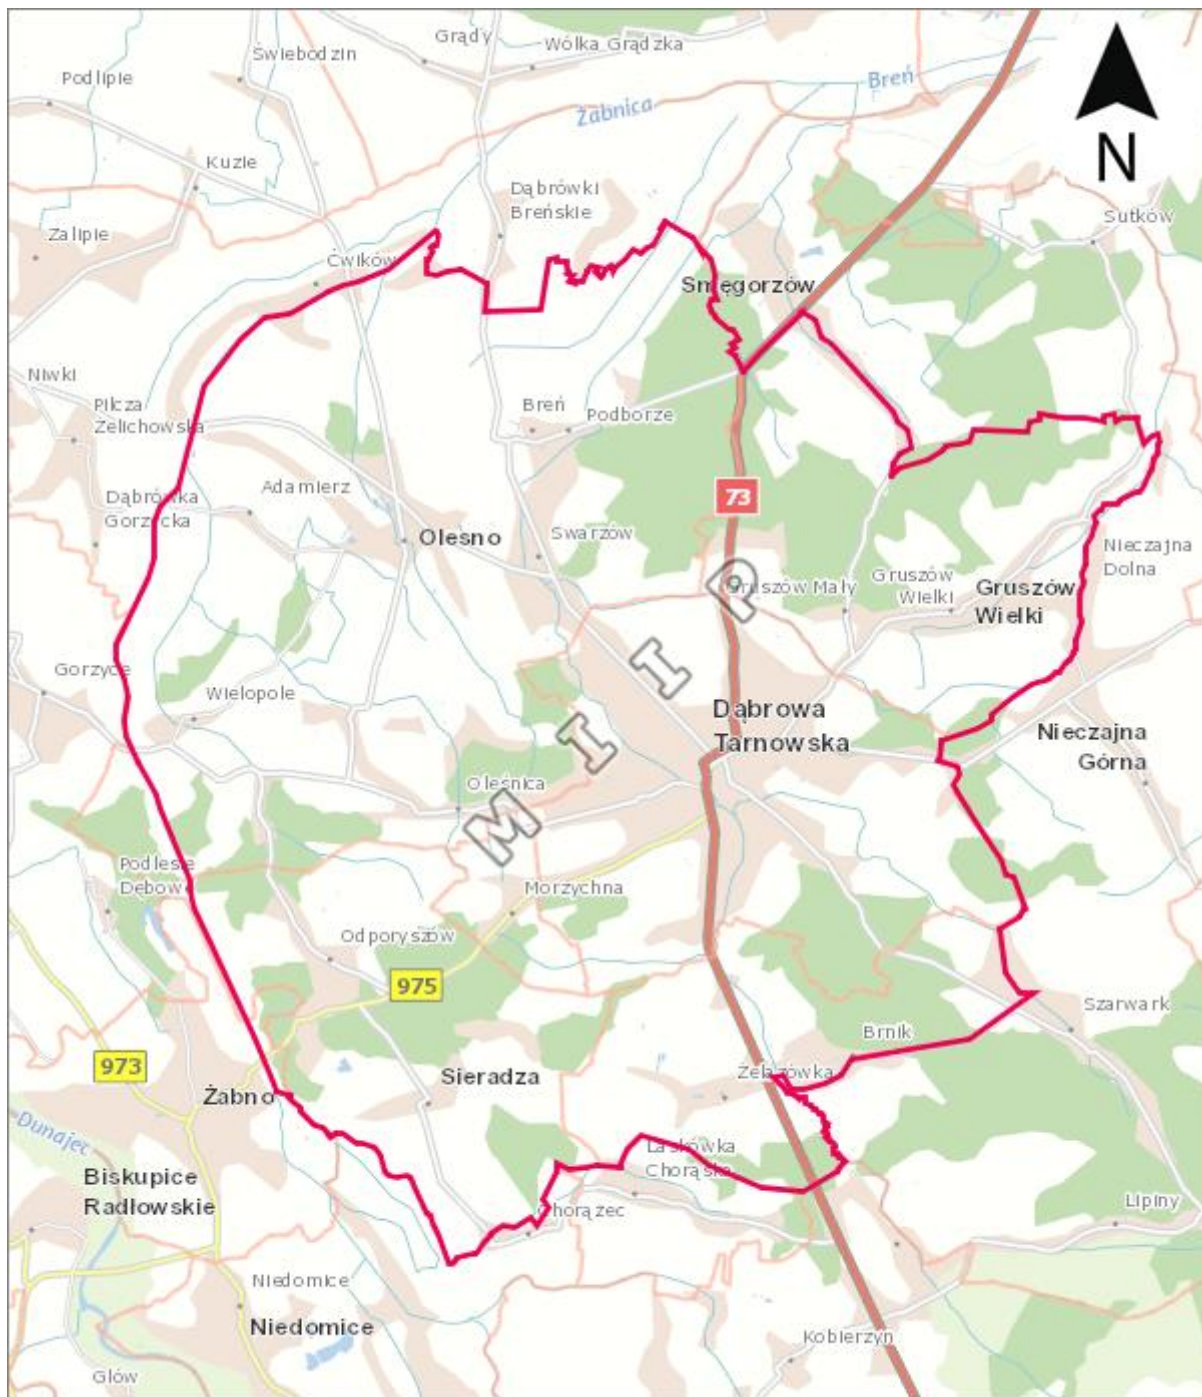 Grądy
Świebodzin
Wólka Grądzka
Podlipie
Breń
Żabnica
N
Kuzie
Dąbrówki
Breńskie
Sutków
Zalipie
Ćwików
Smęgorzów
Niwki
Pilcza
Żelichowska
Breń
Podborze
Adamierz
Dąbrówka
Gorzycka
73
Olesno
Swarzów
Nieczajna
Dolna
Gruszów Mały
Gruszów
Wielki
Gruszów
Wielki
Gorzyce
Wielopole
Dąbrowa
Tarnowska
Nieczajna
Górna
MIIP
Oleśnica
Podlesie
Dębowe
Morzychna
Odporyszów
975
Szarwark
Brnik
973
Sieradza
Żelazówka
Żabno
Dunajec
Laskówka
Chorąska
Biskupice
Radłowskie
Chorążec
Lipiny
Niedomice
Niedomice
Kobierzyn
Głów